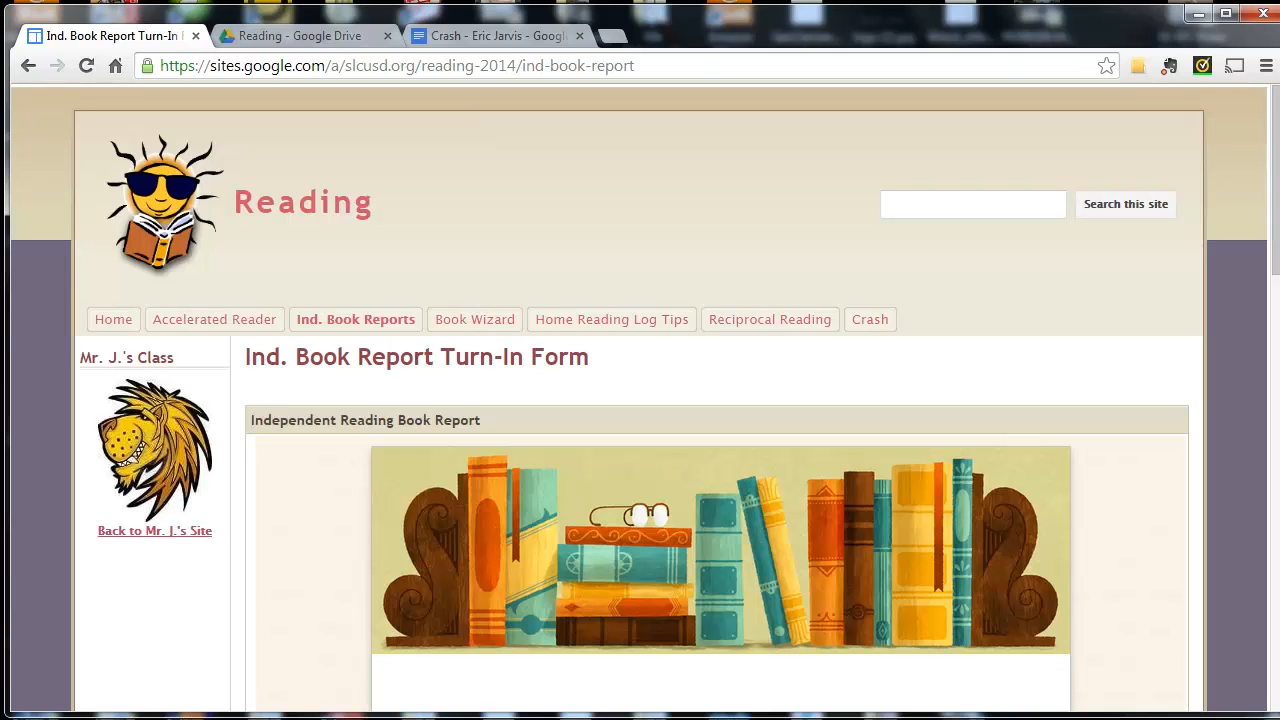 Ind. Book Report Turn-In F
Reading - Google Drive
Crash - Eric Jarvis - Googl
https://sites.google.com/a/slcusd.org/reading-2014/ind-book-report
Reading
Search this site
Home
Accelerated Reader
Ind. Book Reports
Book Wizard
Home Reading Log Tips
Reciprocal Reading
Crash
Mr. J.'s Class
Ind. Book Report Turn-In Form
Independent Reading Book Report
Back to Mr. J.'s Site